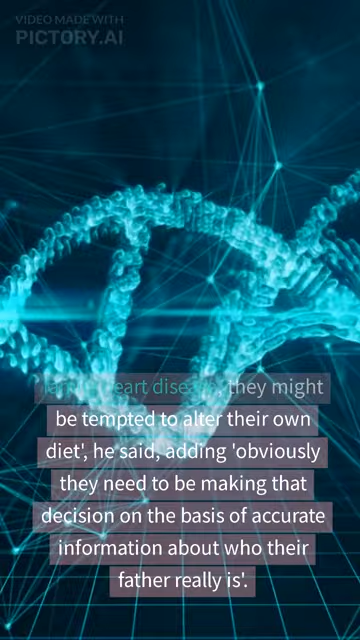 VIDEO MADE WITH
PICTORY.AI
heart disease, they might
be tempted to alter their own
diet', he said, adding 'obviously
they need to be making that
decision on the basis of accurate
information about who their
father really is'.